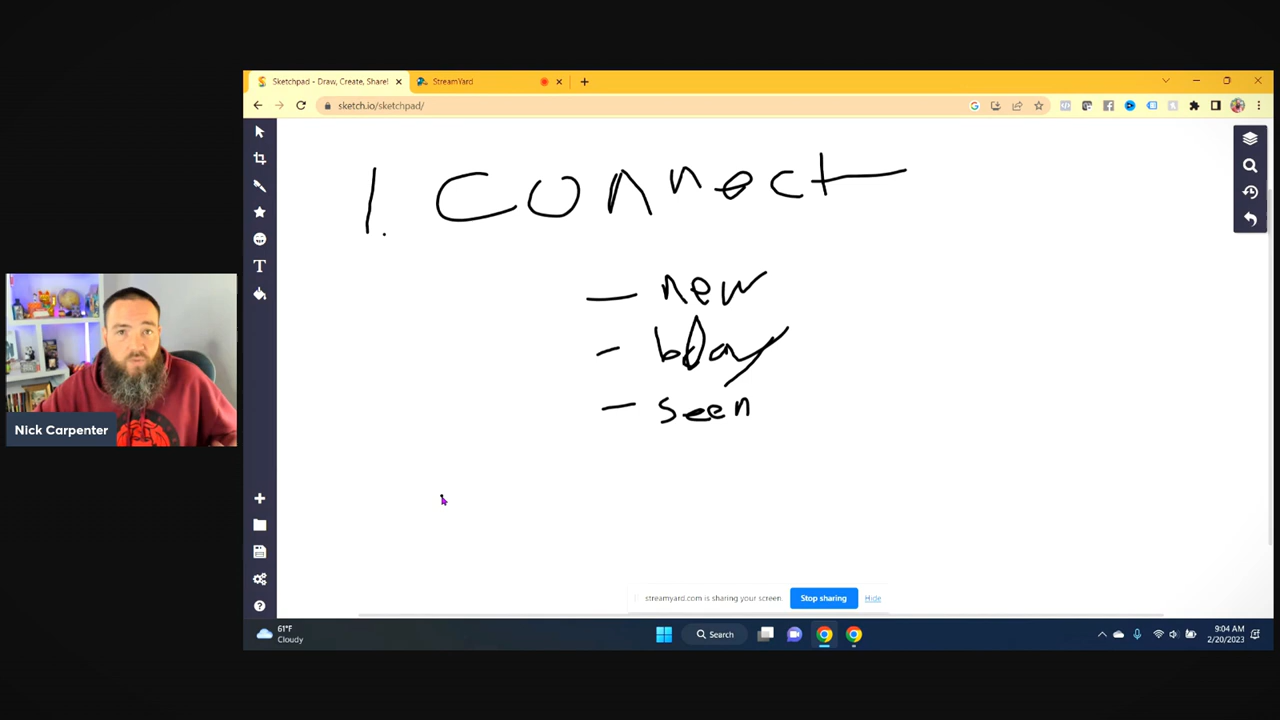 Sketchpad - Draw, Create, Share!
StreamYard
sketch.io/sketchpad/
1. Connect
- new
- bday
- seen
Nick Carpenter
streamyard.com is sharing your screen.
Stop sharing
Hide
61°F
Cloudy
Search
9:04 AM
2/20/2023